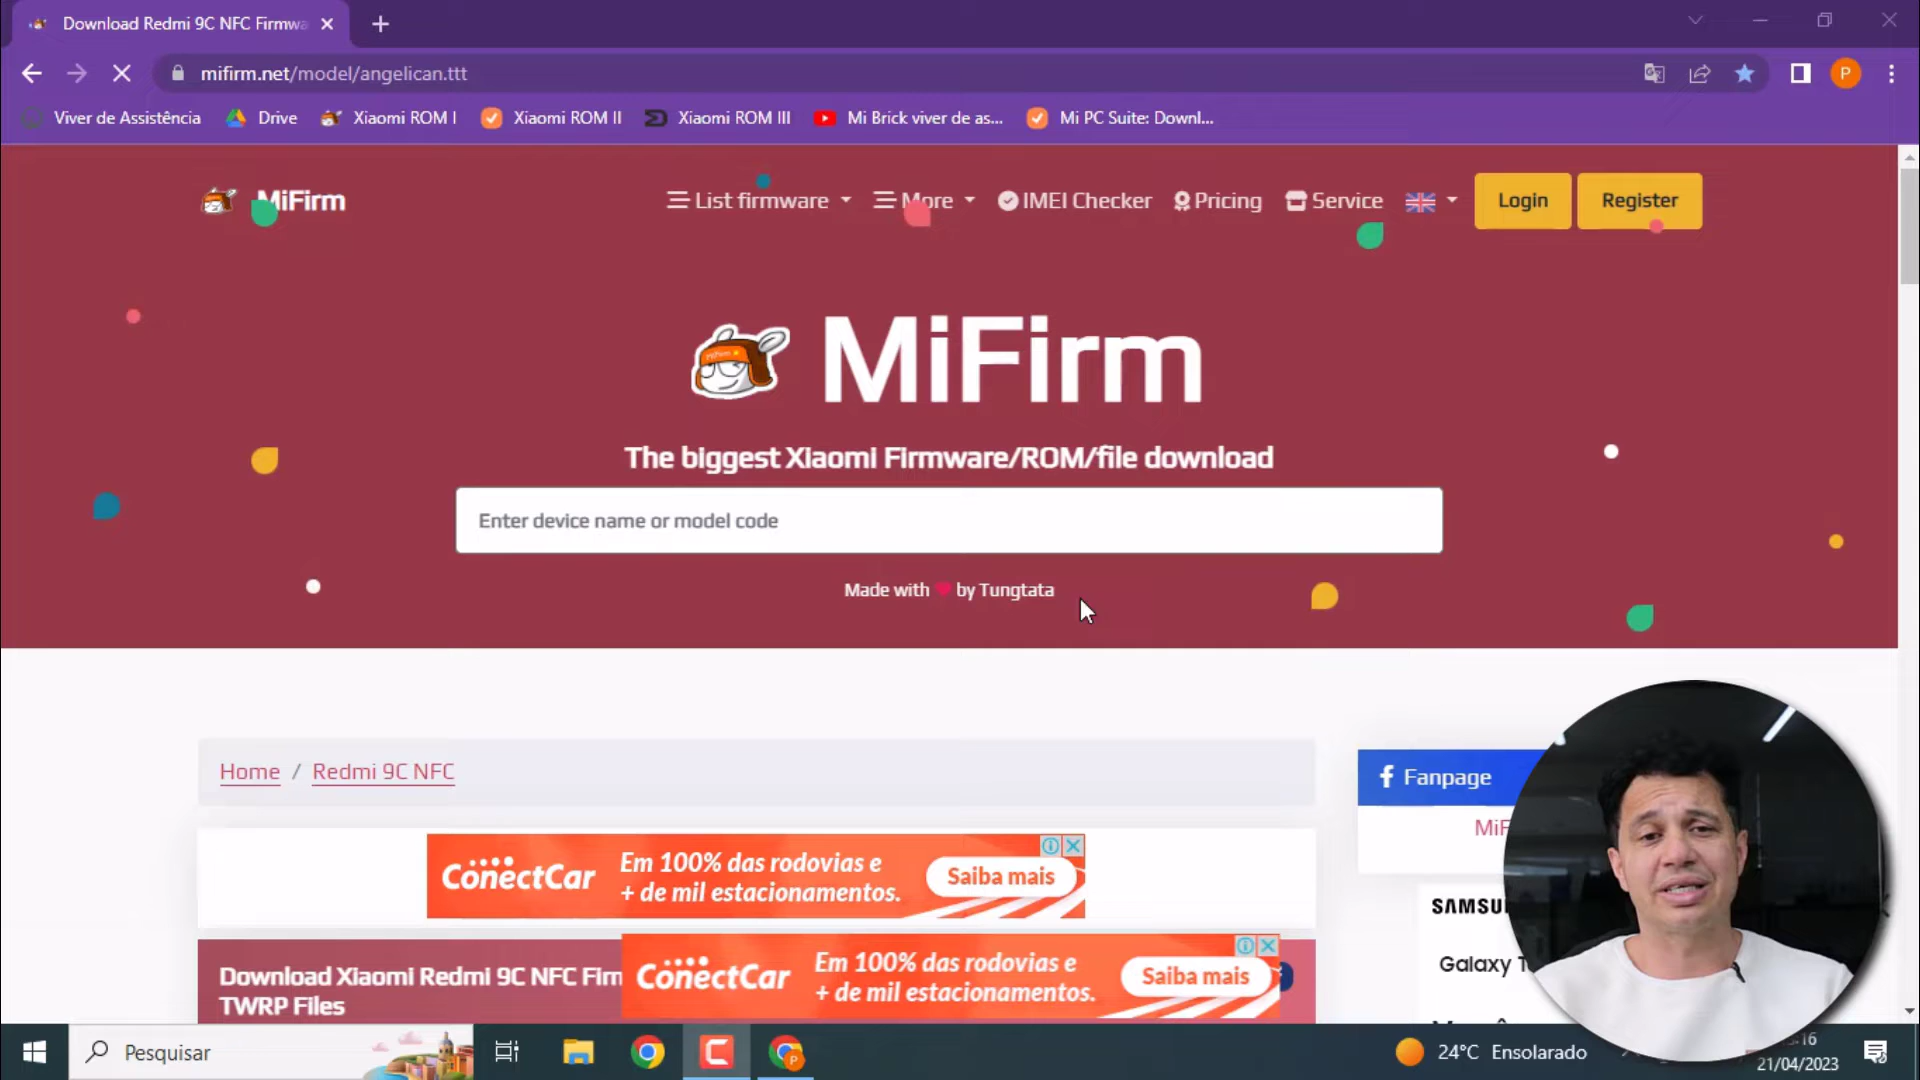 Download Redmi 9C NFC Firmwa
mifirm.net/model/angelican.ttt
P
Viver de Assistência
Drive
Xiaomi ROM I
Xiaomi ROM II
Xiaomi ROM III
Mi Brick viver de as...
Mi PC Suite: Downl...
MiFirm
List firmware
More
IMEI Checker
Pricing
Service
Login
Register
MiFirm
The biggest Xiaomi Firmware/ROM/file download
Enter device name or model code
Made with ❤ by Tungtata
Home / Redmi 9C NFC
Fanpage
MiF
ConectCar
Em 100% das rodovias e
+ de mil estacionamentos.
Saiba mais
SAMSU
Galaxy T
Download Xiaomi Redmi 9C NFC Firm
TWRP Files
ConectCar
Em 100% das rodovias e
+ de mil estacionamentos.
Saiba mais
Pesquisar
24°C Ensolarado
:16
21/04/2023